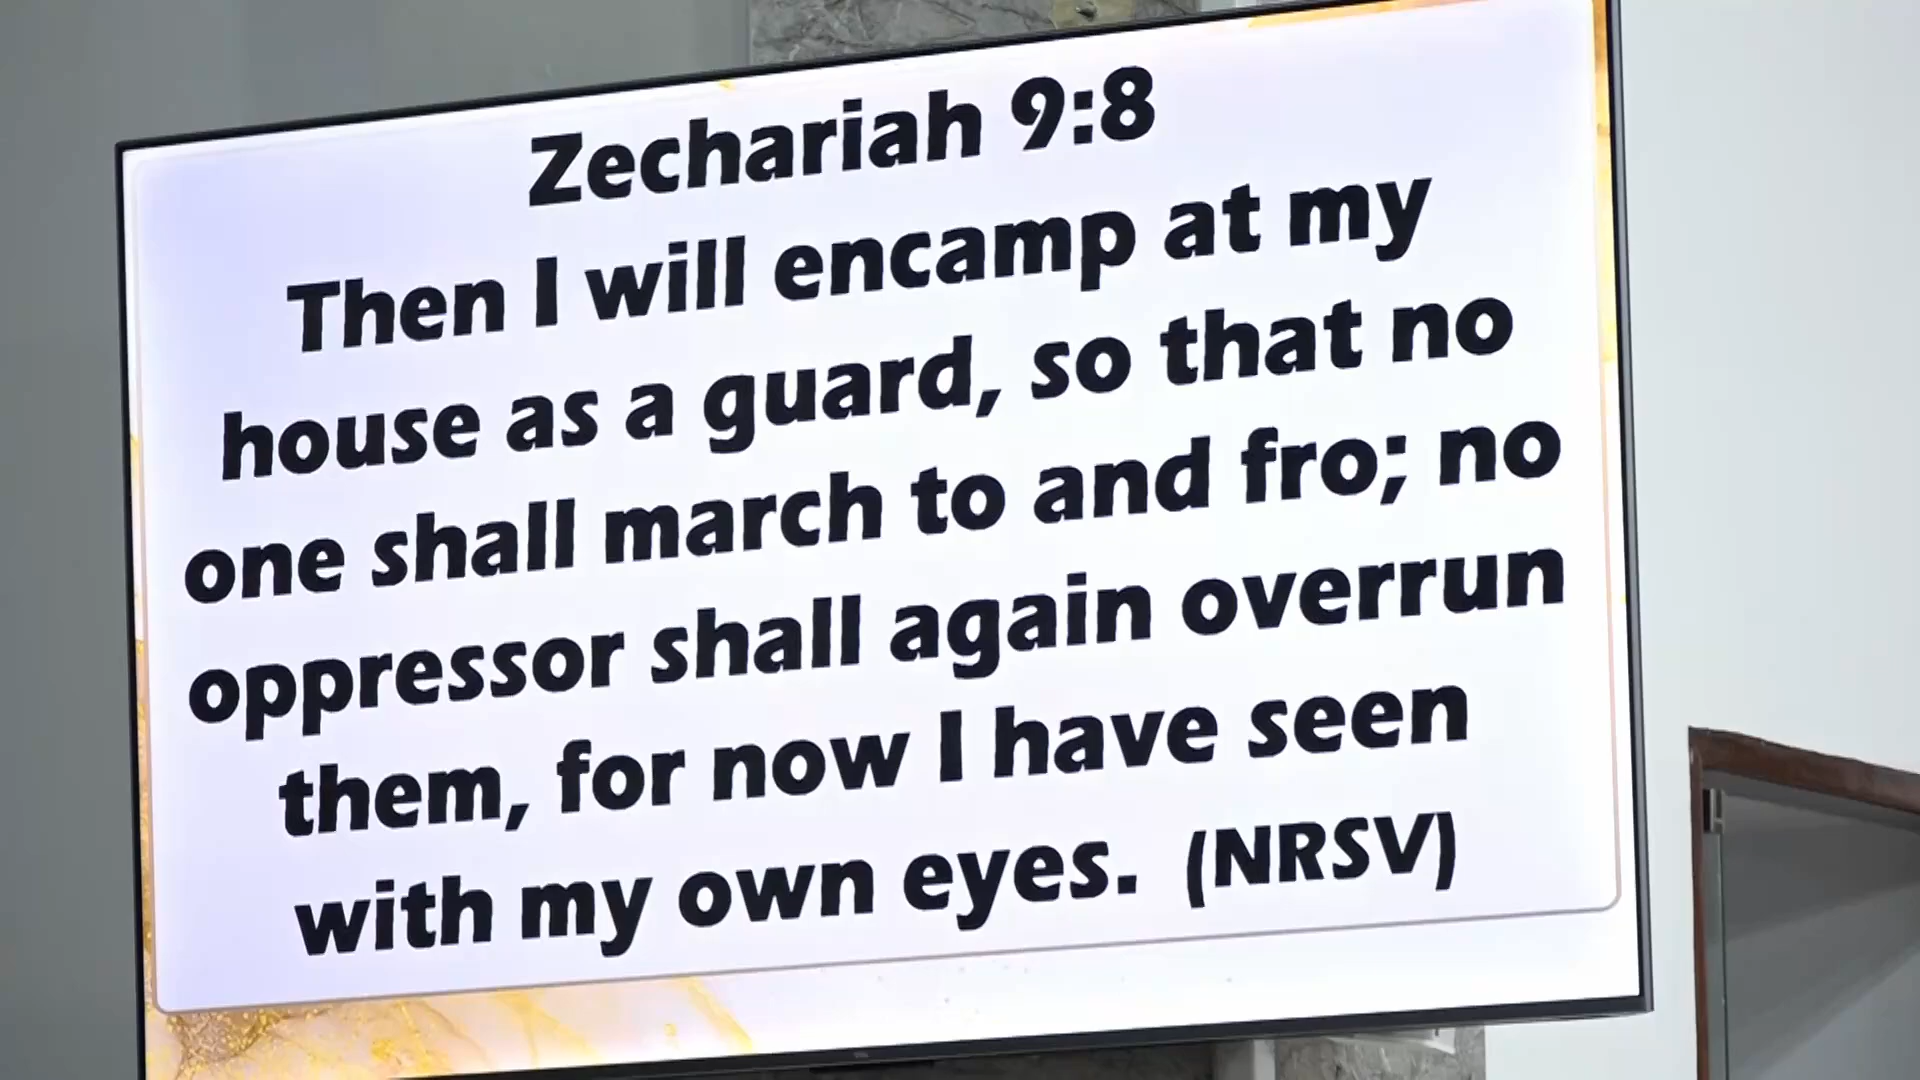 Zechariah 9:8
Then I will encamp at my
house as a guard, so that no
one shall march to and fro; no
oppressor shall again overrun
them, for now I have seen
with my own eyes. (NRSV)